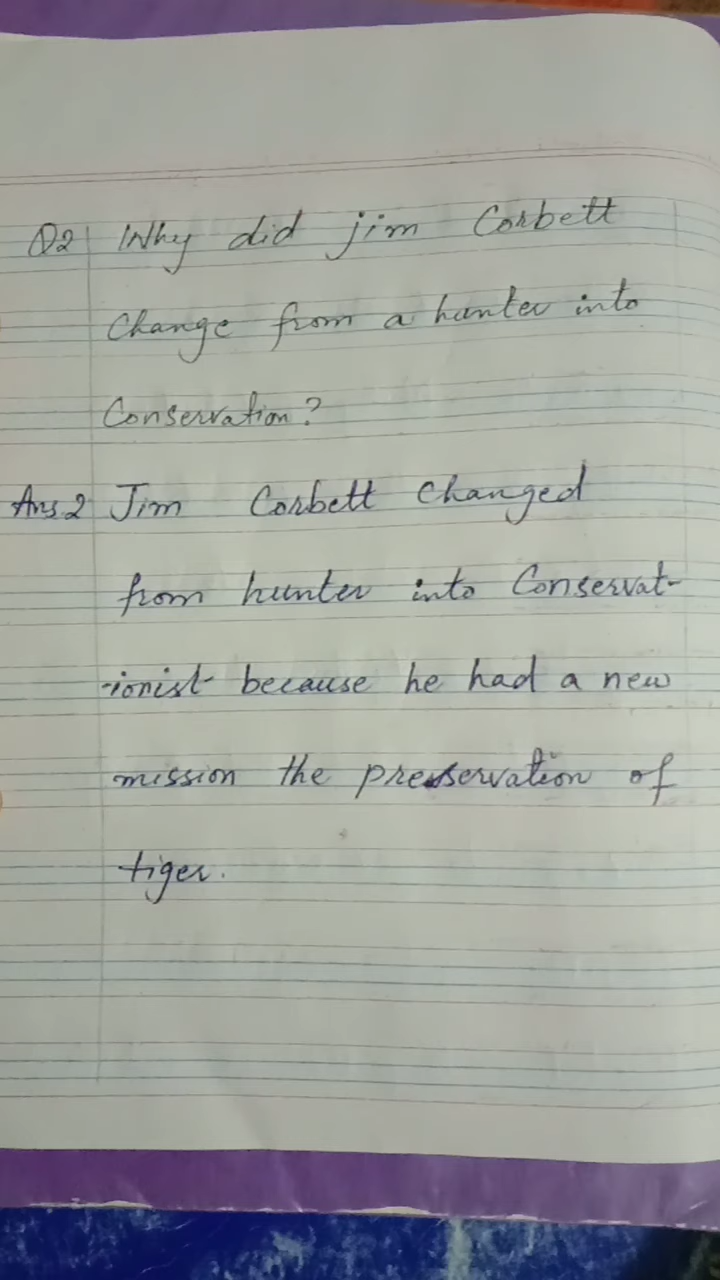 Q2 Why did jim Corbett
Change from a hunter into
Conservation?
Ans.2 Jim Corbett changed
from hunter into Conservat-
-ionist because he had a new
mission the preservation of
tiger.